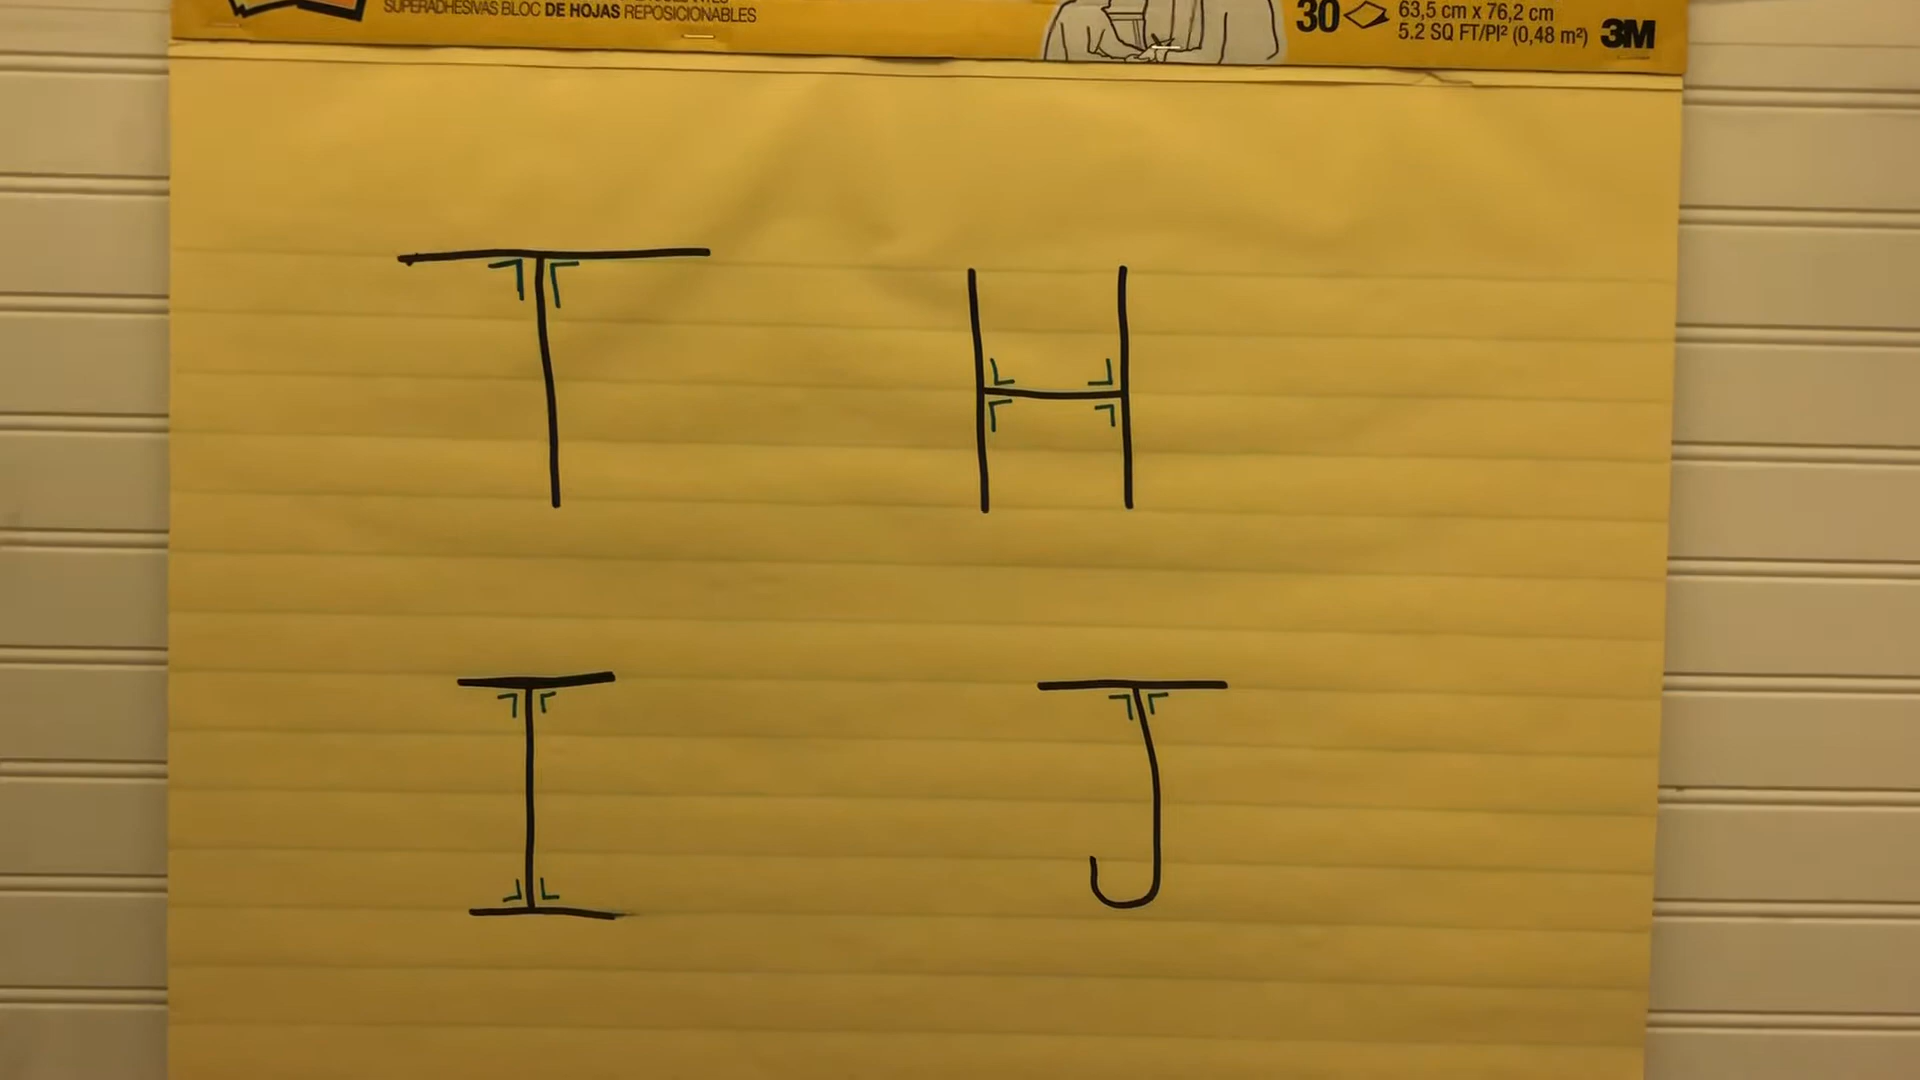 SUPERADHESIVAS BLOC DE HOJAS REPOSICIONABLES
30
63,5 cm x 76,2 cm
5.2 SQ FT/PI² (0,48 m²)
3M
T H
I J